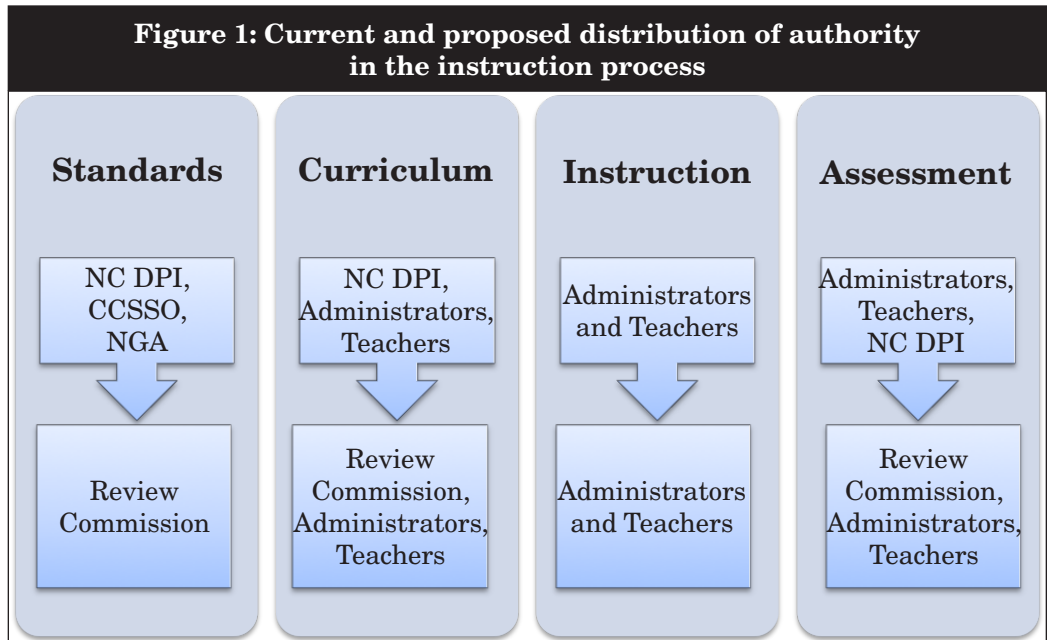 Figure 1: Current and proposed distribution of authority
in the instruction process
Standards
NC DPI,
CCSSO,
NGA
Review
Commission
Curriculum
NC DPI,
Administrators,
Teachers
Review
Commission,
Administrators,
Teachers
Instruction
Administrators
and Teachers
Administrators
and Teachers
Assessment
Administrators,
Teachers,
NC DPI
Review
Commission,
Administrators,
Teachers